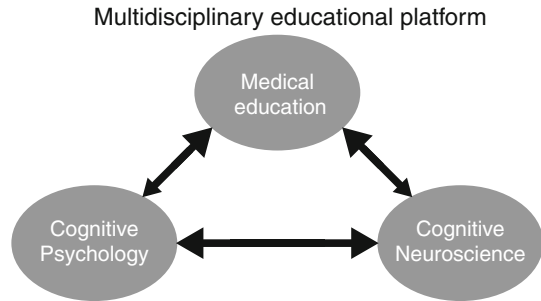 Multidisciplinary educational platform
Medical
education
Cognitive
Psychology
Cognitive
Neuroscience